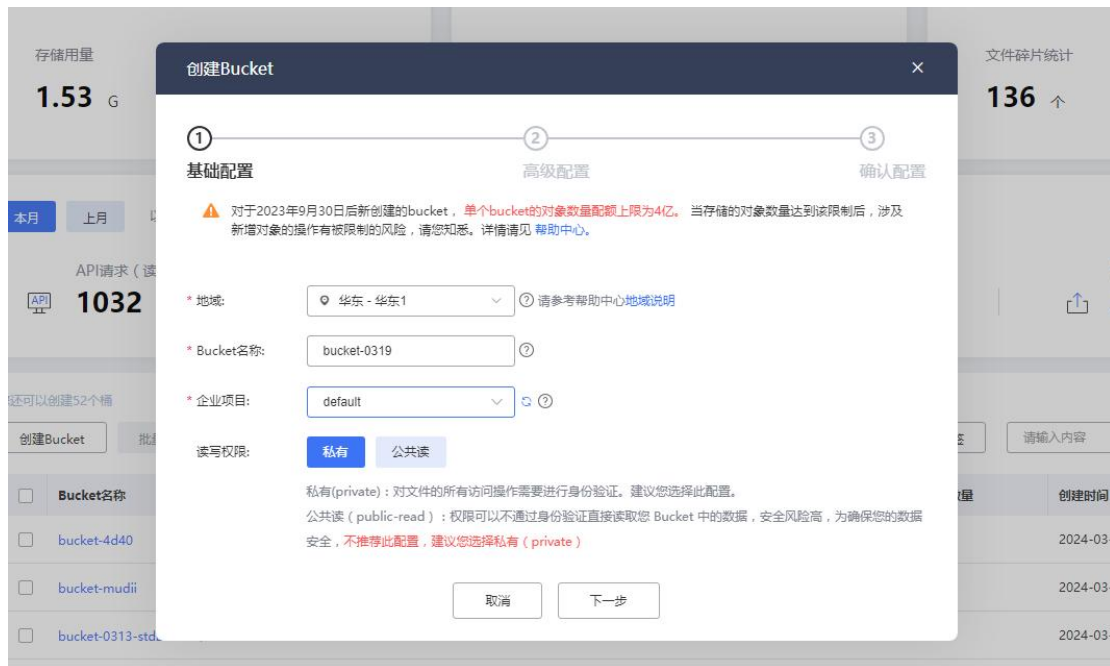 存储用量
1.53 G
文件碎片统计
136 个
创建Bucket
1
2
3
基础配置
高级配置
确认配置
对于2023年9月30日后新创建的bucket，单个bucket的对象数量配额上限为4亿。当存储的对象数量达到该限制后，涉及
新增对象的操作有被限制的风险，请您知悉。详情请见 帮助中心。
本月
上月
API请求（读
API
1032
* 地域:
华东 - 华东1
请参考帮助中心地域说明
* Bucket名称:
bucket-0319
* 企业项目:
default
还可以创建52个桶
创建Bucket
请输入内容
读写权限:
私有
公共读
私有(private)：对文件的所有访问操作需要进行身份验证。建议您选择此配置。
公共读（public-read）：权限可以不通过身份验证直接读取您 Bucket 中的数据，安全风险高，为确保您的数据
安全，不推荐此配置，建议您选择私有（private）
取消
下一步
Bucket名称
创建时间
bucket-4d40
2024-03-
bucket-mudii
2024-03-
bucket-0313-std
2024-03-